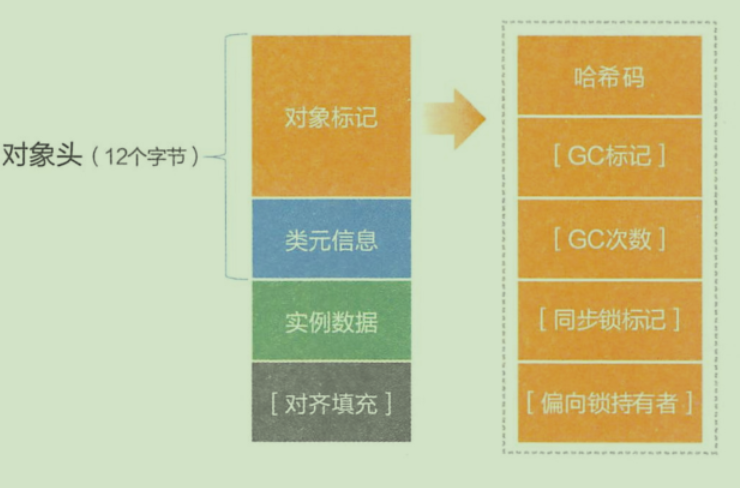 对象头（12个字节）
对象标记
类元信息
实例数据
[ 对齐填充 ]
哈希码
[ GC标记 ]
[ GC次数 ]
[ 同步锁标记 ]
[ 偏向锁持有者 ]